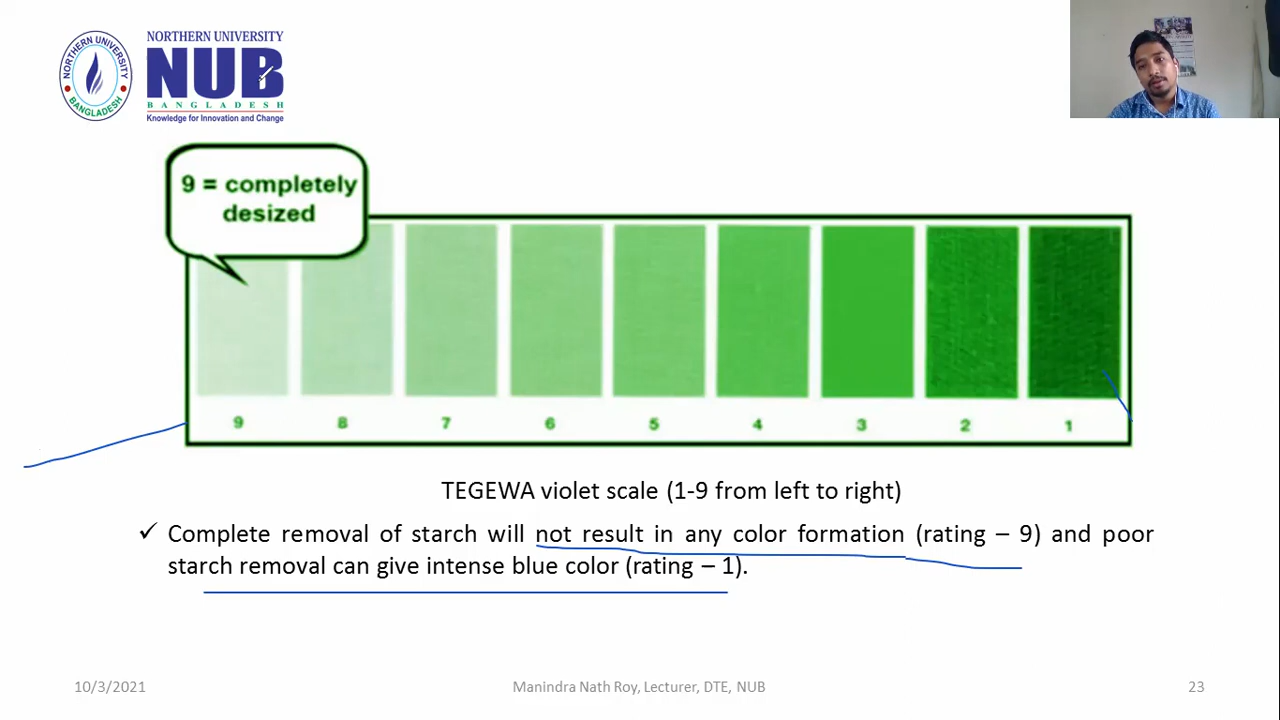 NORTHERN UNIVERSITY
NUB
BANGLADESH
Knowledge for Innovation and Change
NORTHERN UNIVERSITY
BANGLADESH
9 = completely
desized
9 8 7 6 5 4 3 2 1
TEGEWA violet scale (1-9 from left to right)
✓ Complete removal of starch will not result in any color formation (rating – 9) and poor
starch removal can give intense blue color (rating – 1).
10/3/2021 Manindra Nath Roy, Lecturer, DTE, NUB 23